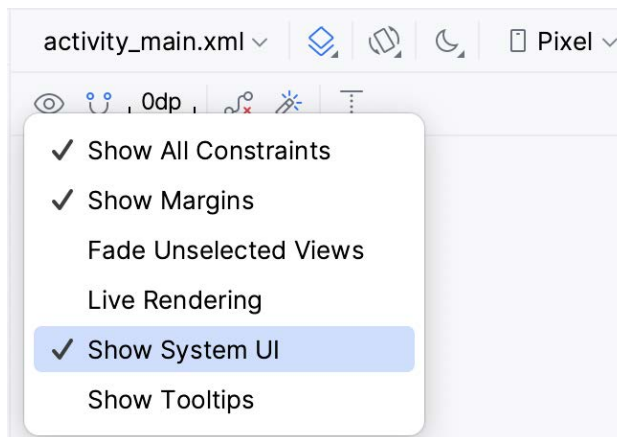 activity_main.xml Pixel
0dp
Show All Constraints
Show Margins
Fade Unselected Views
Live Rendering
Show System UI
Show Tooltips